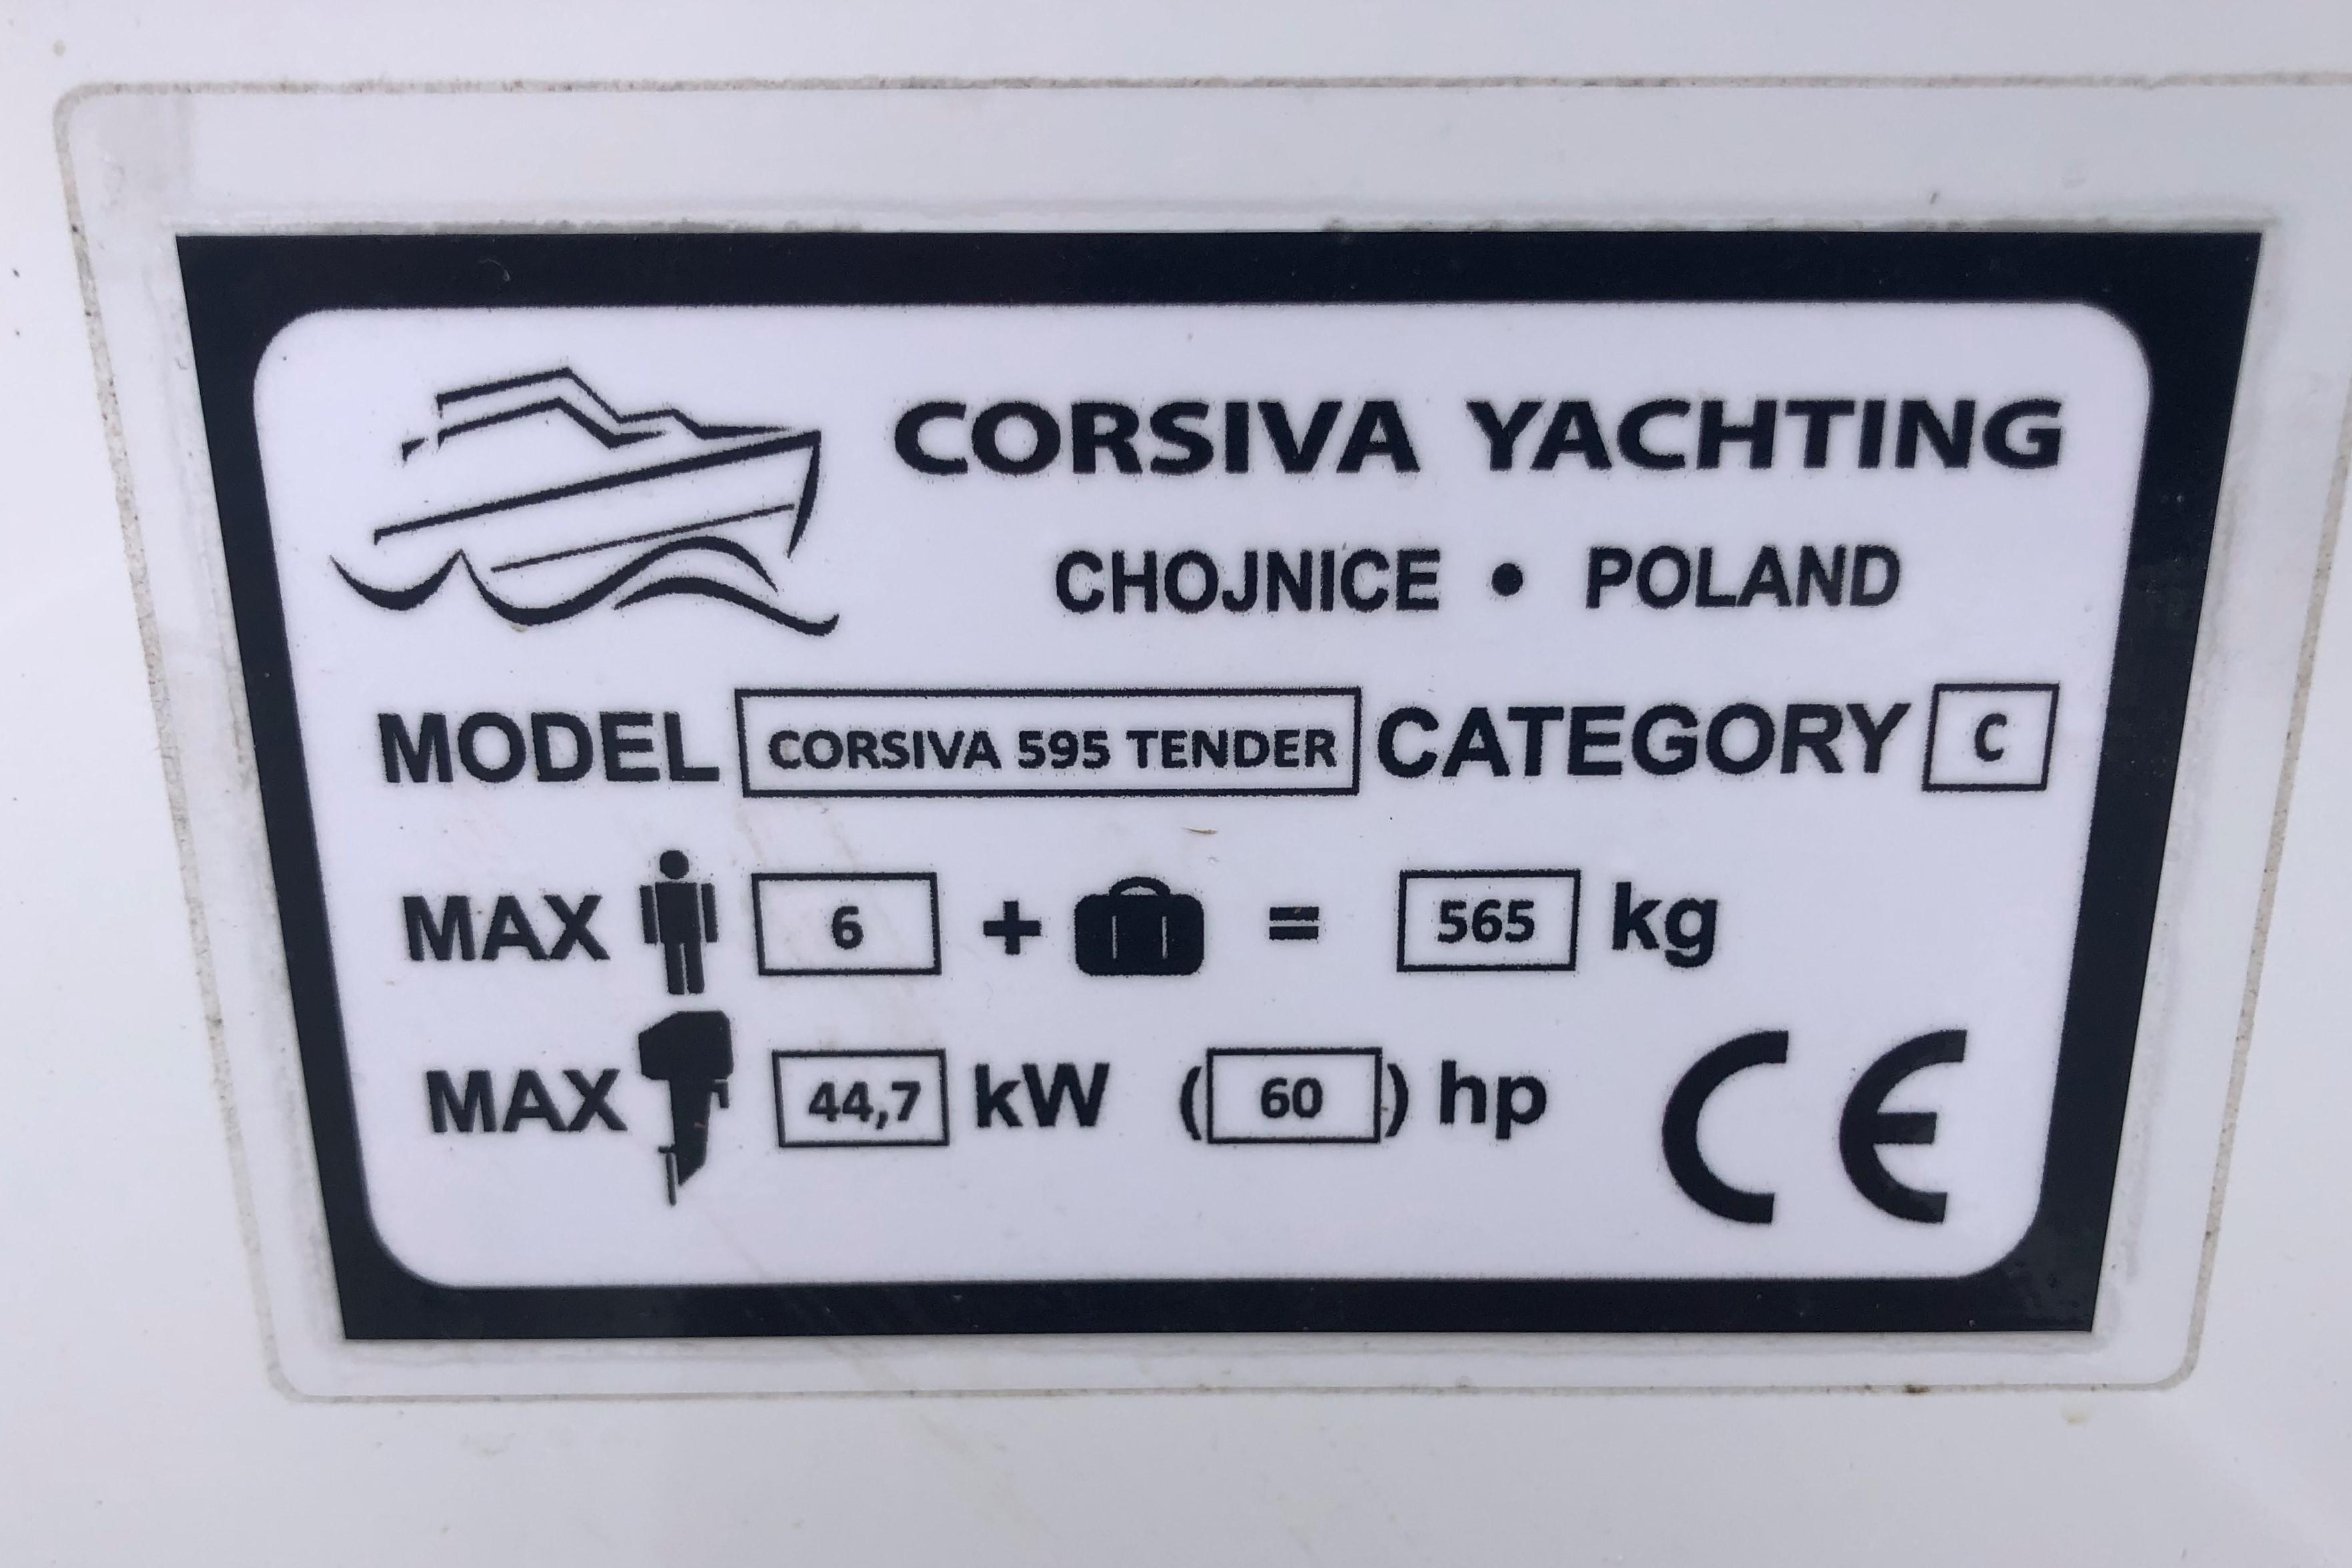 CORSIVA YACHTING
CHOJNICE • POLAND
MODEL CORSIVA 595 TENDER CATEGORY C
MAX 6 + = 565 kg
MAX 44,7 kW (60) hp
CE